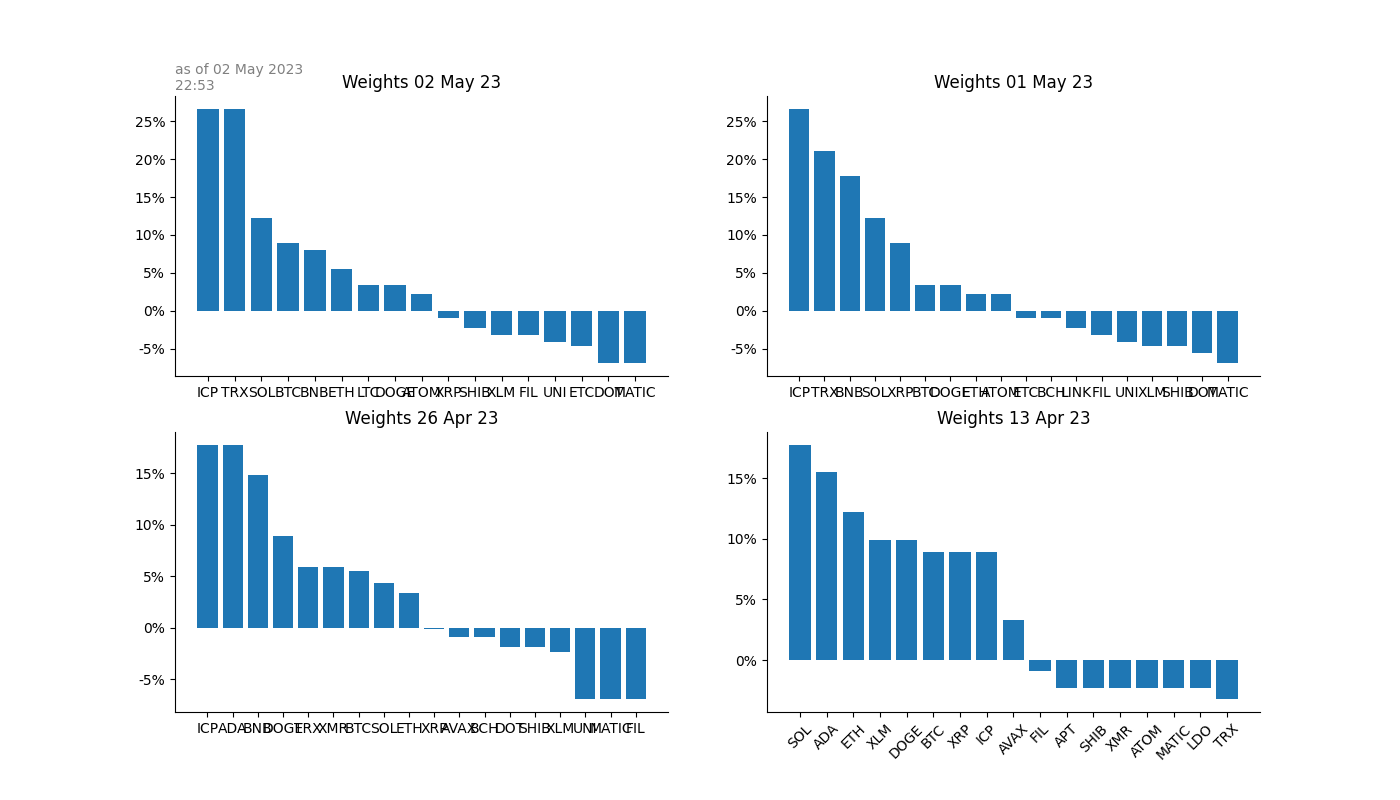 as of 02 May 2023
22:53
Weights 02 May 23
25%
20%
15%
10%
5%
0%
-5%
ICP TRX SOL BTC BNB ETH LTC DOGE ATOM XRP SHIB XLM FIL UNI ETC DOT MATIC
Weights 01 May 23
25%
20%
15%
10%
5%
0%
-5%
ICP TRX BNB SOL XRP BTC DOGE ETH ATOM ETC BCH LINK FIL UNI XLM SHIB DOT MATIC
Weights 26 Apr 23
15%
10%
5%
0%
-5%
ICP ADA BNB DOGE TRX XMR BTC SOL ETH XRP AVAX BCH DOT SHIB XLM UNI MATIC FIL
Weights 13 Apr 23
15%
10%
5%
0%
SOL ADA ETH XLM DOGE BTC XRP ICP AVAX FIL APT SHIB XMR ATOM MATIC LDO TRX